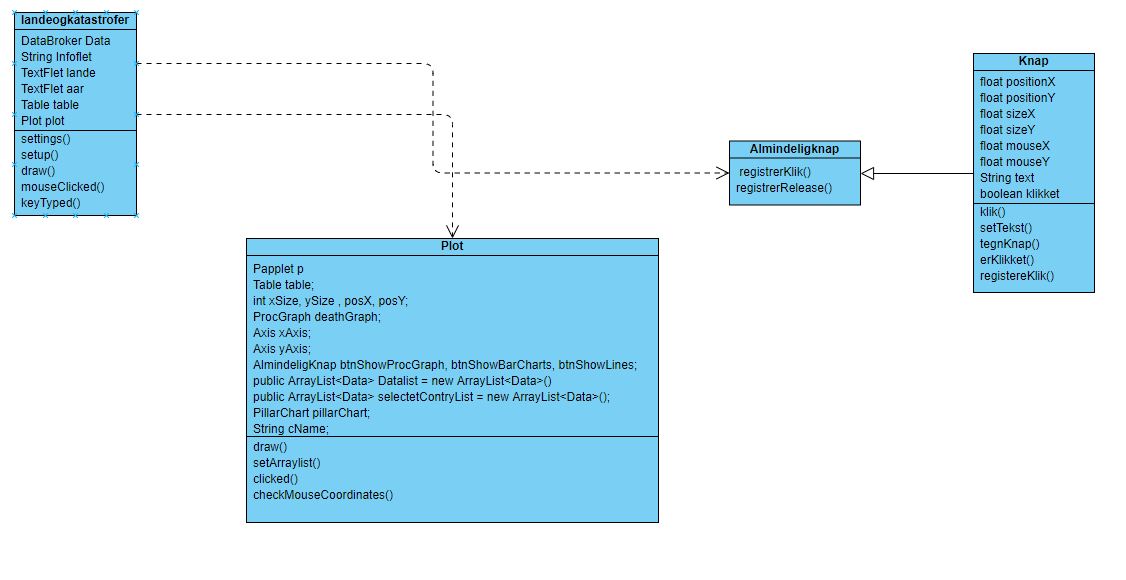 landeogkatastrofer
DataBroker Data
String Infoflet
TextFlet lande
TextFlet aar
Table table
Plot plot
settings()
setup()
draw()
mouseClicked()
keyTyped()
Knap
float positionX
float positionY
float sizeX
float sizeY
float mouseX
float mouseY
String text
boolean klikket
klik()
setTekst()
tegnKnap()
erKlikket()
registereKlik()
Almindeligknap
registrerKlik()
registrerRelease()
Plot
Papplet p
Table table;
int xSize, ySize , posX, posY;
ProcGraph deathGraph;
Axis xAxis;
Axis yAxis;
AlmindeligKnap btnShowProcGraph, btnShowBarCharts, btnShowLines;
public ArrayList<Data> Datalist = new ArrayList<Data>()
public ArrayList<Data> selectetContryList = new ArrayList<Data>();
PillarChart pillarChart;
String cName;
draw()
setArraylist()
clicked()
checkMouseCoordinates()